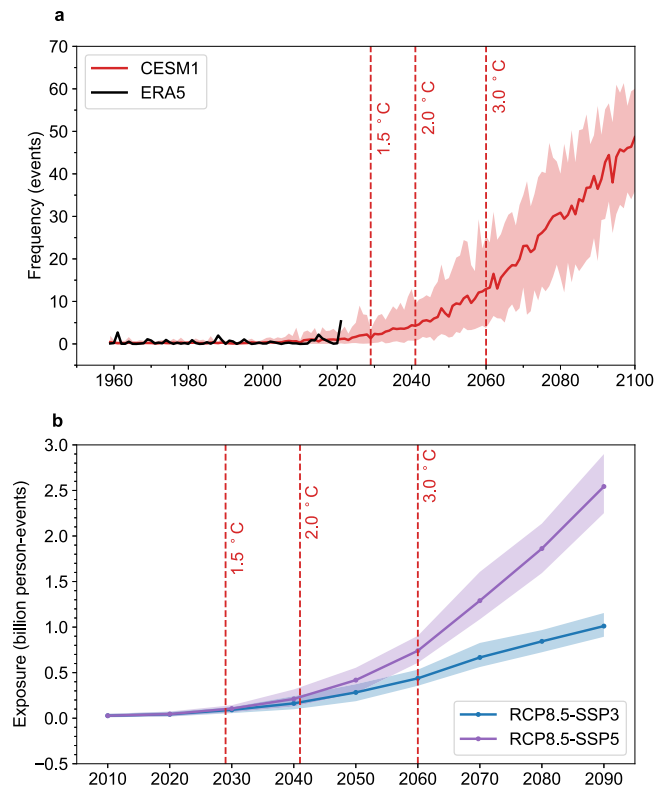 a
70
60
50
40
30
20
10
0
Frequency (events)
CESM1
ERA5
1.5 °C
2.0 °C
3.0 °C
1960 1980 2000 2020 2040 2060 2080 2100
b
3.0
2.5
2.0
1.5
1.0
0.5
0.0
−0.5
Exposure (billion person-events)
1.5 °C
2.0 °C
3.0 °C
RCP8.5-SSP3
RCP8.5-SSP5
2010 2020 2030 2040 2050 2060 2070 2080 2090